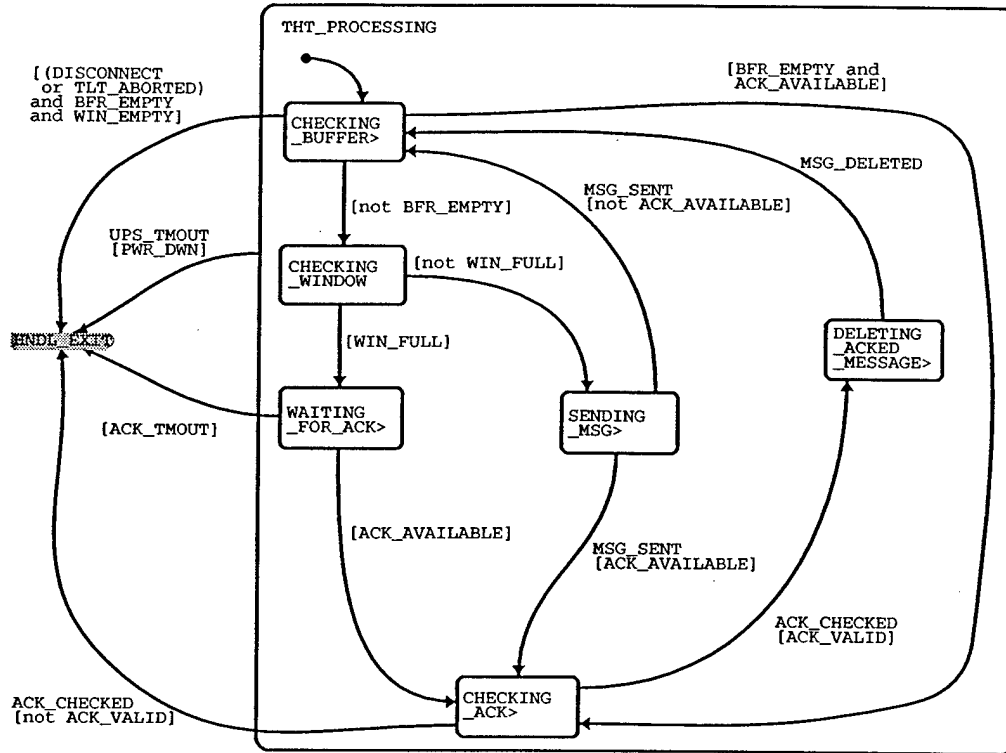 THT_PROCESSING
[(DISCONNECT
or TLT_ABORTED)
and BFR_EMPTY
and WIN_EMPTY]
[BFR_EMPTY and
ACK_AVAILABLE]
CHECKING
_BUFFER>
MSG_DELETED
MSG_SENT
[not ACK_AVAILABLE]
[not BFR_EMPTY]
UPS_TMOUT
[PWR_DWN]
CHECKING
_WINDOW
[not WIN_FULL]
HNDL_EXIT
[WIN_FULL]
DELETING
_ACKED
_MESSAGE>
WAITING
_FOR_ACK>
SENDING
_MSG>
[ACK_TMOUT]
[ACK_AVAILABLE]
MSG_SENT
[ACK_AVAILABLE]
ACK_CHECKED
[ACK_VALID]
ACK_CHECKED
[not ACK_VALID]
CHECKING
_ACK>